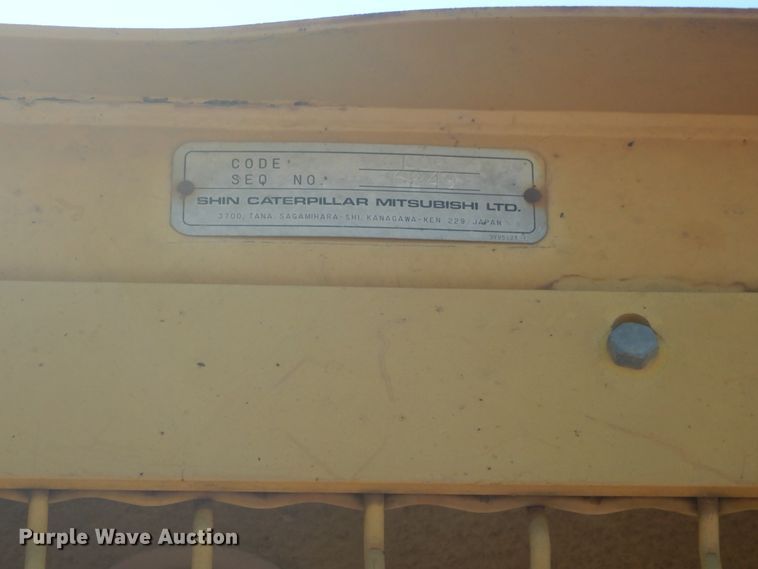 CODE
SEQ NO.
SHIN CATERPILLAR MITSUBISHI LTD.
3700, TANA, SAGAMIHARA-SHI, KANAGAWA-KEN 229 JAPAN
Purple Wave Auction